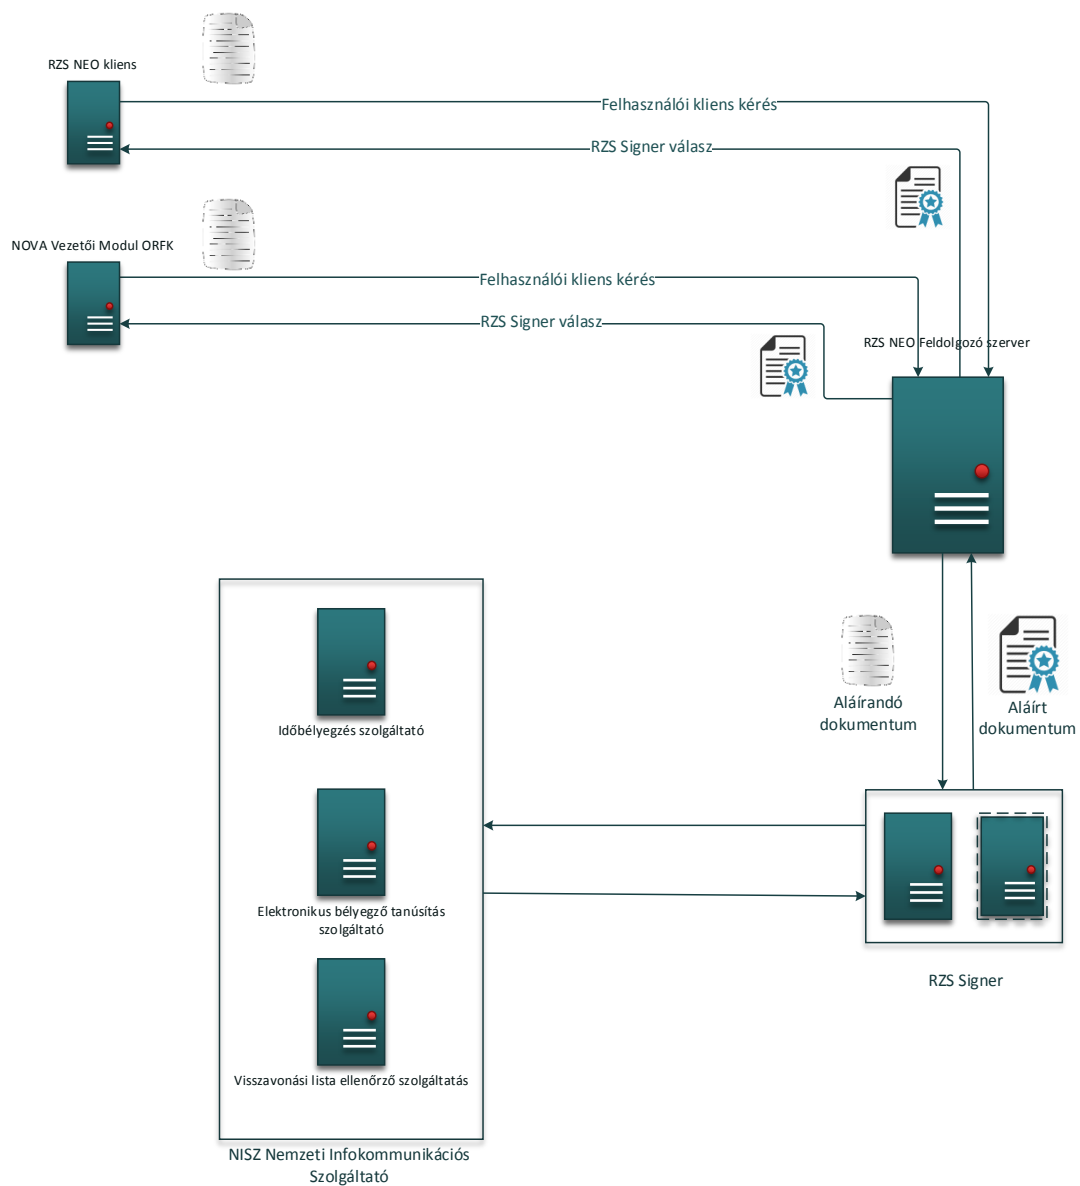 RZS NEO kliens
Felhasználói kliens kérés
RZS Signer válasz
NOVA Vezetői Modul ORFK
Felhasználói kliens kérés
RZS Signer válasz
RZS NEO Feldolgozó szerver
Aláírandó
dokumentum
Aláírt
dokumentum
Időbélyegzés szolgáltató
Elektronikus bélyegző tanúsítás
szolgáltató
RZS Signer
Visszavonási lista ellenőrző szolgáltatás
NISZ Nemzeti Infokommunikációs
Szolgáltató